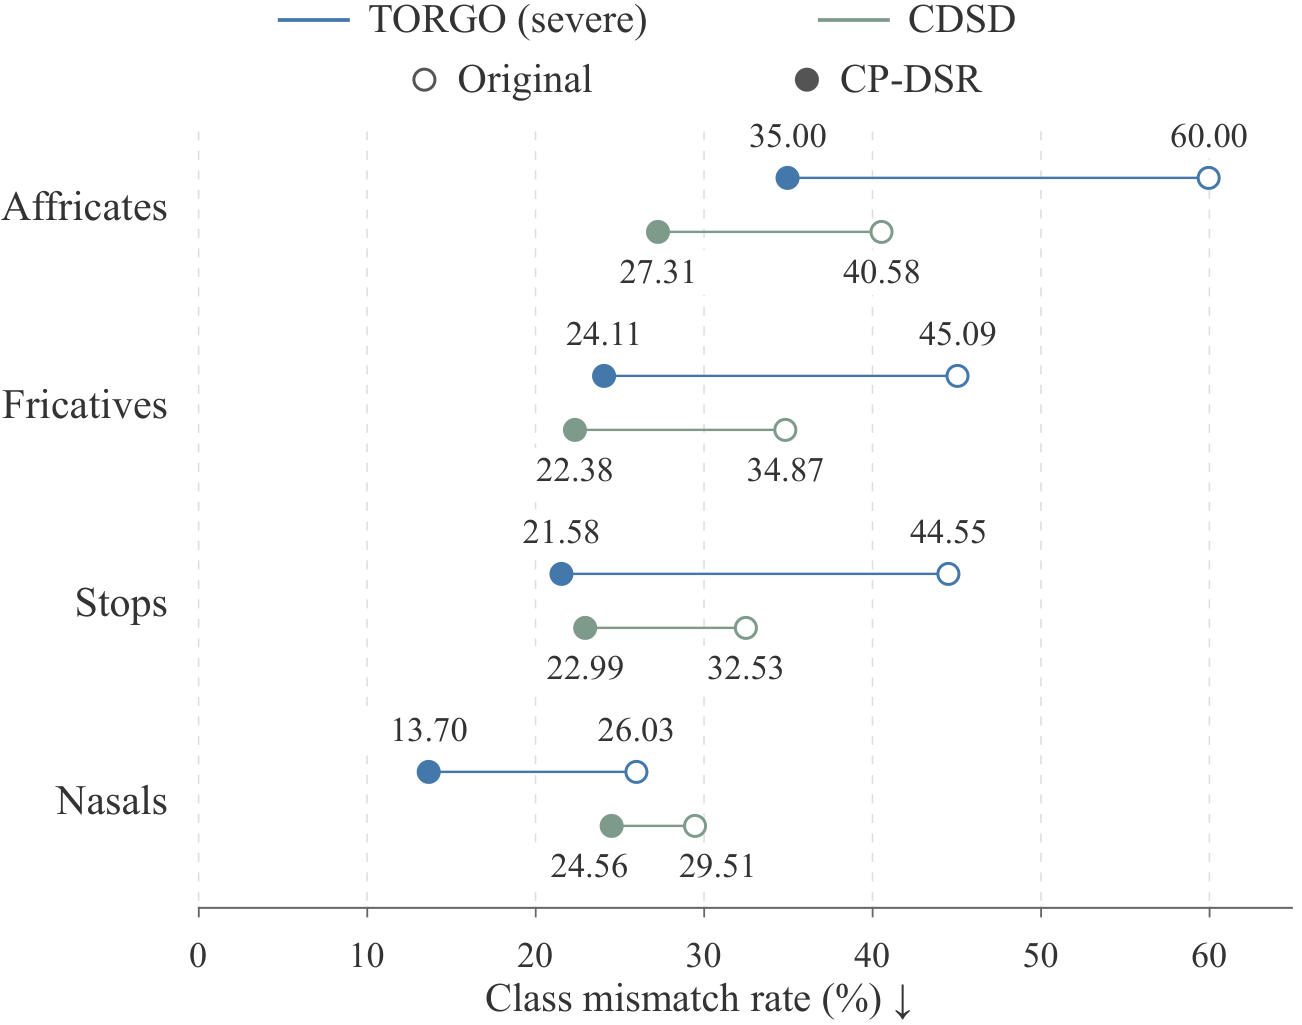 TORGO (severe) CDSD
Original CP-DSR
35.00 60.00
Affricates
27.31 40.58
24.11 45.09
Fricatives
22.38 34.87
21.58 44.55
Stops
22.99 32.53
13.70 26.03
Nasals
24.56 29.51
0 10 20 30 40 50 60
Class mismatch rate (%) ↓